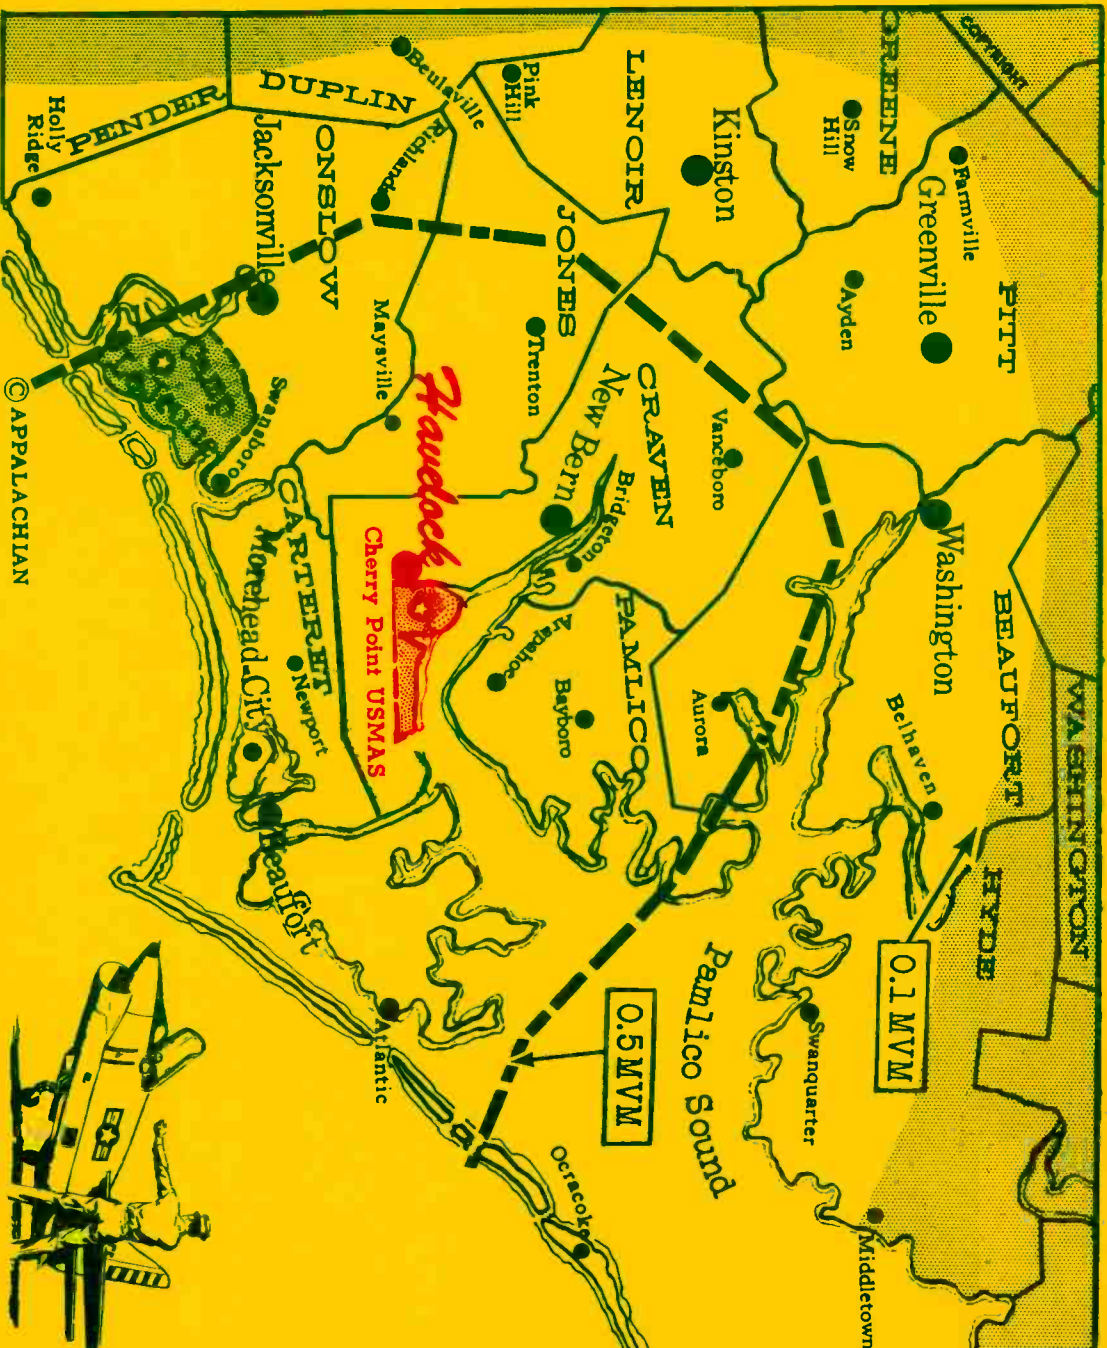 WASHINGTON
COPYRIGHT
PITT
BEAUFORT
HYDE
Farmville
Greenville
Washington
Belhaven
0.1 MVM
GREENE
Middletown
Snow
Hill
Ayden
Swanquarter
Kinston
Vanceboro
Aurora
Pamlico Sound
LENOIR
CRAVEN
PAMLICO
0.5 MVM
Bridgeton
New Bern
JONES
Bayboro
Arapahoe
Ocracoke
Pink
Hill
Trenton
Beulaville
Richlands
Havelock
Maysville
Cherry Point USMAS
Atlantic
DUPLIN
ONSLOW
CARTERET
Newport
Beauffort
Jacksonville
Swansboro
Morehead City
CAMP
PENDER
Holly
Ridge
© APPALACHIAN